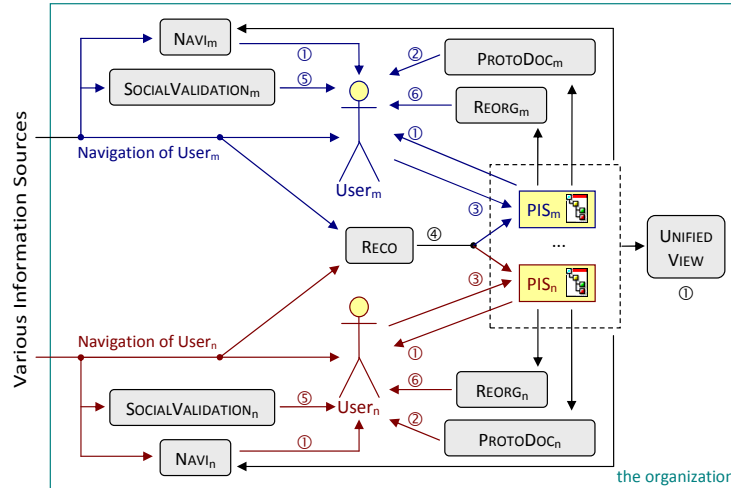 NAVIₘ
①
②
PROTODOCₘ
SOCIALVALIDATIONₘ
⑤
⑥
REORGₘ
①
Navigation of Userₘ
Userₘ
③
PISₘ
Various Information Sources
RECO
④
...
UNIFIED
VIEW
①
③
PISₙ
Navigation of Userₙ
①
⑥
REORGₙ
SOCIALVALIDATIONₙ
⑤
Userₙ
②
PROTODOCₙ
NAVIₙ
①
the organization